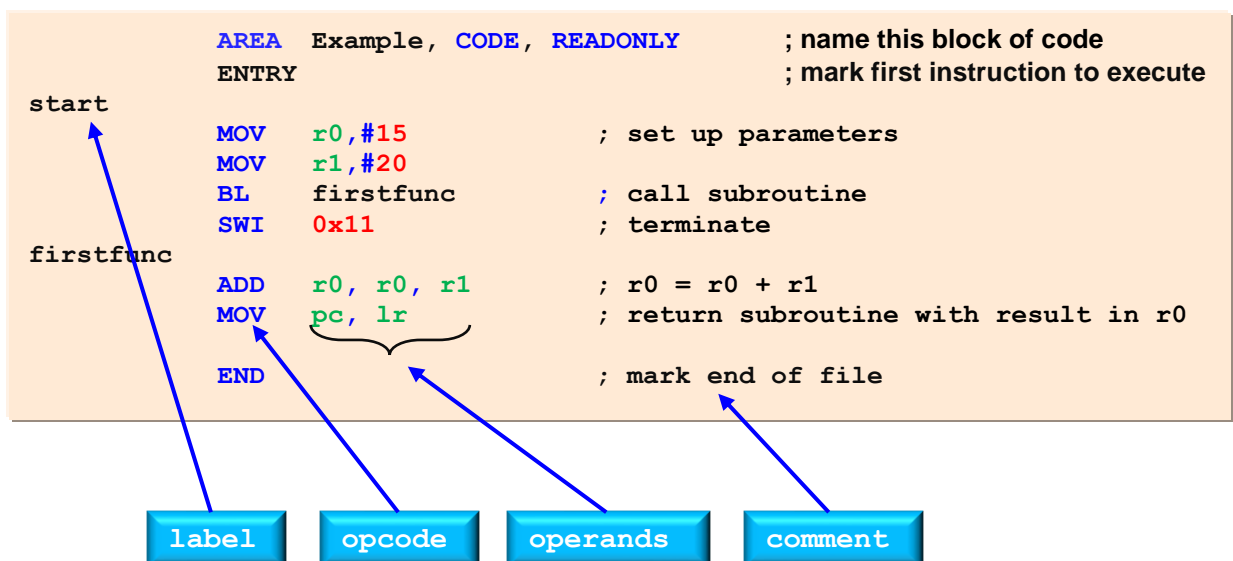 AREA Example, CODE, READONLY ; name this block of code
ENTRY ; mark first instruction to execute
start
MOV r0,#15 ; set up parameters
MOV r1,#20
BL firstfunc ; call subroutine
SWI 0x11 ; terminate
firstfunc
ADD r0, r0, r1 ; r0 = r0 + r1
MOV pc, lr ; return subroutine with result in r0
END ; mark end of file
label opcode operands comment